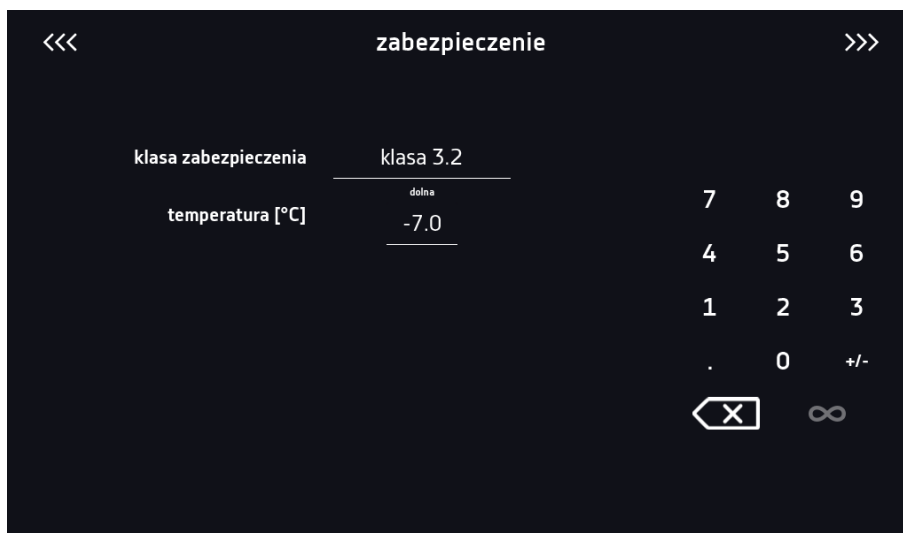 <<< zabezpieczenie >>>
klasa zabezpieczenia klasa 3.2
dolna
temperatura [°C] -7.0
7 8 9
4 5 6
1 2 3
. 0 +/-
∞